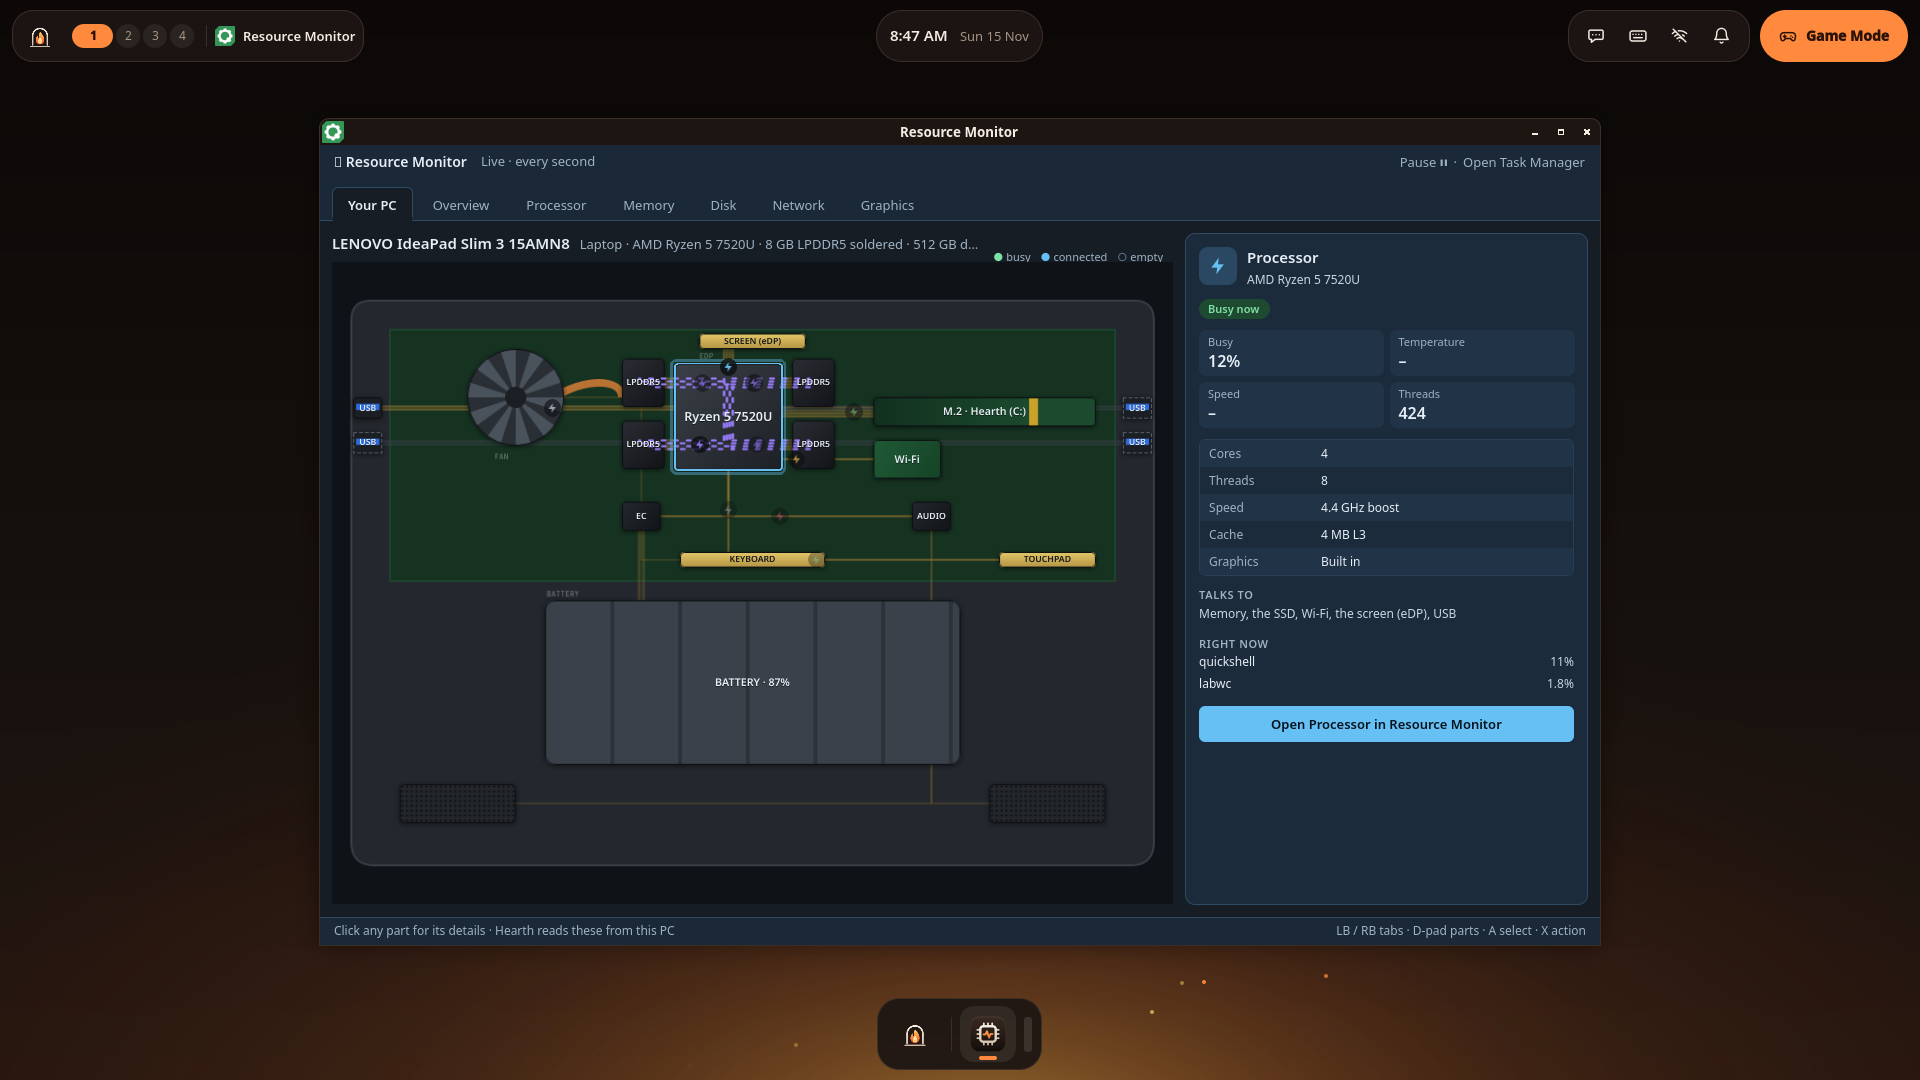 1 2 3 4 Resource Monitor
8:47 AM Sun 15 Nov
Game Mode
Resource Monitor
Resource Monitor Live · every second
Pause · Open Task Manager
Your PC Overview Processor Memory Disk Network Graphics
LENOVO IdeaPad Slim 3 15AMN8 Laptop · AMD Ryzen 5 7520U · 8 GB LPDDR5 soldered · 512 GB d…
busy connected empty
SCREEN (eDP)
EDP
LPDDR5 LPDDR5
USB USB
Ryzen 5 7520U
M.2 · Hearth (C:)
USB USB
LPDDR5 LPDDR5
FAN
Wi-Fi
EC AUDIO
KEYBOARD TOUCHPAD
BATTERY
BATTERY · 87%
Processor
AMD Ryzen 5 7520U
Busy now
Busy
12%
Temperature
–
Speed
–
Threads
424
Cores 4
Threads 8
Speed 4.4 GHz boost
Cache 4 MB L3
Graphics Built in
TALKS TO
Memory, the SSD, Wi-Fi, the screen (eDP), USB
RIGHT NOW
quickshell 11%
labwc 1.8%
Open Processor in Resource Monitor
Click any part for its details · Hearth reads these from this PC
LB / RB tabs · D-pad parts · A select · X action